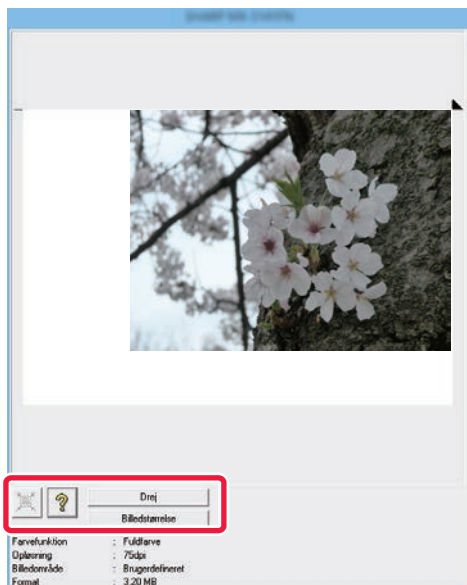 ?
Drej
Billedstørrelse
Farvefunktion : Fuldfarve
Opløsning : 75dpi
Billedområde : Brugerdefineret
Format : 3.20 MB